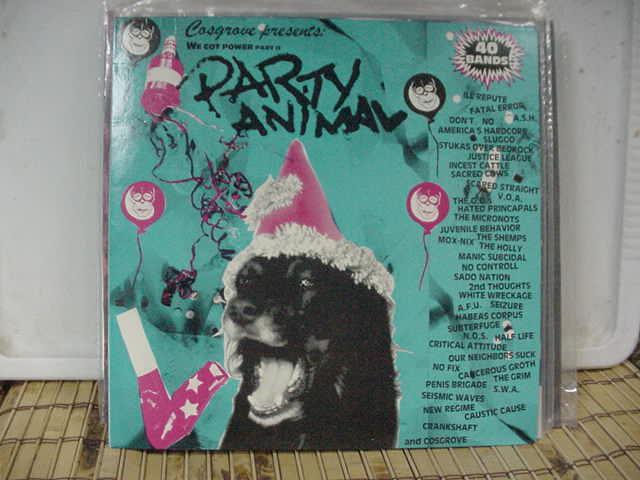 Cosgrove presents:
WE GOT POWER PART II
PARTY
ANIMAL
40
BANDS
ILL REPUTE
FATAL ERROR
DON'T NO
A.S.H.
AMERICA'S HARDCORE
SLUGGO
STUKAS OVER BEDROCK
JUSTICE LEAGUE
INCEST CATTLE
SACRED COWS
SCARED STRAIGHT
V.O.A.
THE
HATED PRINCAPALS
THE MICRONOTS
JUVENILE BEHAVIOR
THE SHEMPS
MOX-NIX
THE HOLLY
MANIC SUBCIDAL
NO CONTROLL
SADO NATION
2nd THOUGHTS
WHITE WRECKAGE
A.F.U. SEIZURE
HABEAS CORPUS
SUBTERFUGE
N.O.S. HALF LIFE
CRITICAL ATTITUDE
OUR NEIGHBORS SUCK
NO FIX
CANCEROUS GROTH
THE GRIM
PENIS BRIGADE
S.W.A.
SEISMIC WAVES
NEW REGIME
CAUSTIC CAUSE
CRANKSHAFT
and COSGROVE